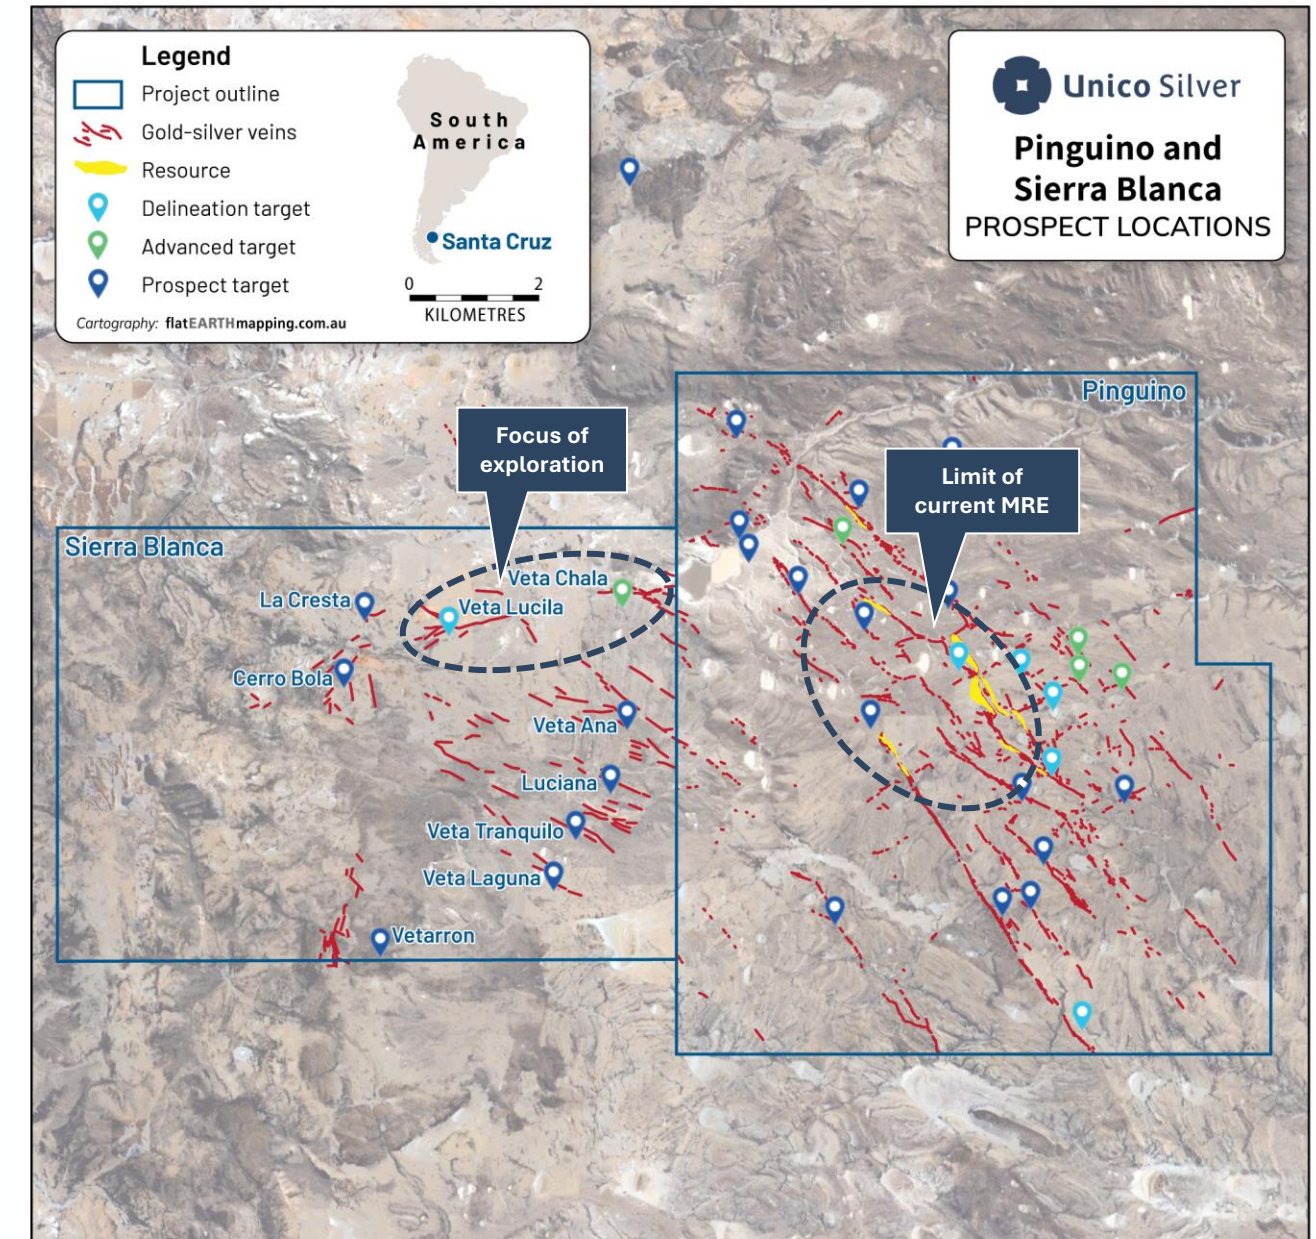 Legend
Project outline
Gold-silver veins
Resource
Delineation target
Advanced target
Prospect target
Cartography: flatEARTHmapping.com.au
South
America
Santa Cruz
0 2
KILOMETRES
Unico Silver
Pinguino and
Sierra Blanca
PROSPECT LOCATIONS
Pinguino
Focus of
exploration
Limit of
current MRE
Sierra Blanca
Veta Chala
La Cresta
Veta Lucila
Cerro Bola
Veta Ana
Luciana
Veta Tranquilo
Veta Laguna
Vetarron